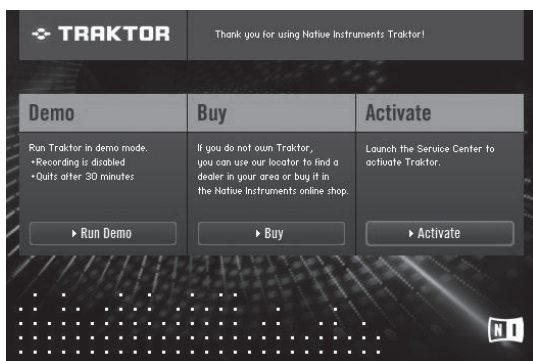 TRAKTOR
Thank you for using Native Instruments Traktor!
Demo
Run Traktor in demo mode.
•Recording is disabled
•Quits after 30 minutes
Run Demo
Buy
If you do not own Traktor,
you can use our locator to find a
dealer in your area or buy it in
the Native Instruments online shop.
Buy
Activate
Launch the Service Center to
activate Traktor.
Activate
NI